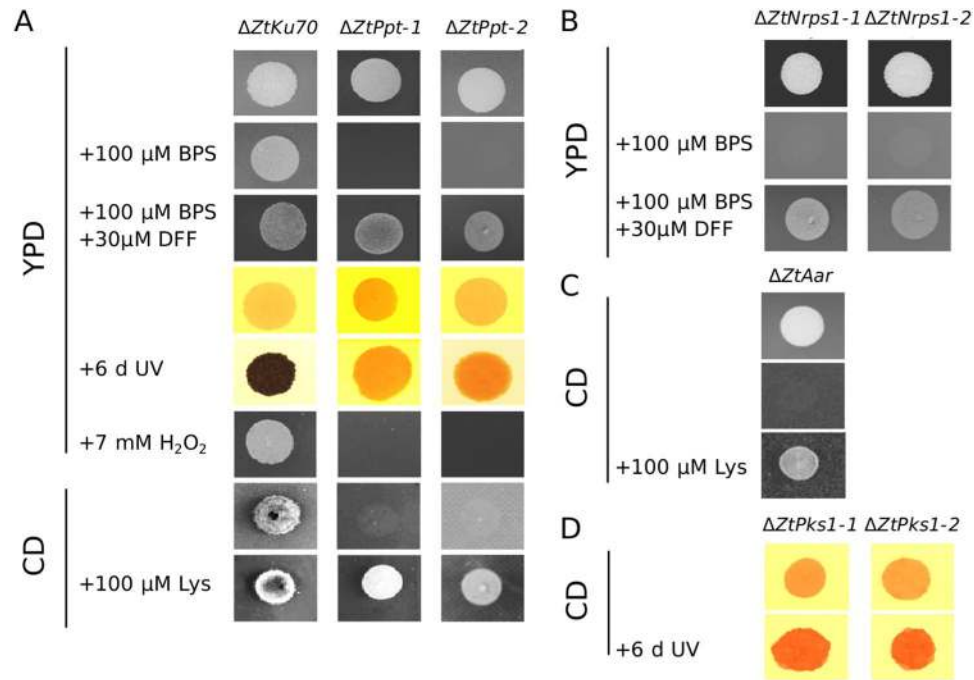 A
ΔZtKu70 ΔZtPpt-1 ΔZtPpt-2
YPD
+100 µM BPS
+100 µM BPS
+30µM DFF
+6 d UV
+7 mM H₂O₂
CD
+100 µM Lys
B
ΔZtNrps1-1 ΔZtNrps1-2
YPD
+100 µM BPS
+100 µM BPS
+30µM DFF
C
ΔZtAar
CD
+100 µM Lys
D
ΔZtPks1-1 ΔZtPks1-2
CD
+6 d UV